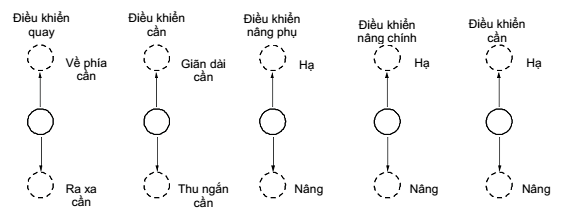 Điều khiển
quay
Điều khiển
cần
Điều khiển
nâng phụ
Điều khiển
nâng chính
Điều khiển
cần
Về phía
cần
Giãn dài
cần
Hạ
Hạ
Hạ
Ra xa
cần
Thu ngắn
cần
Nâng
Nâng
Nâng